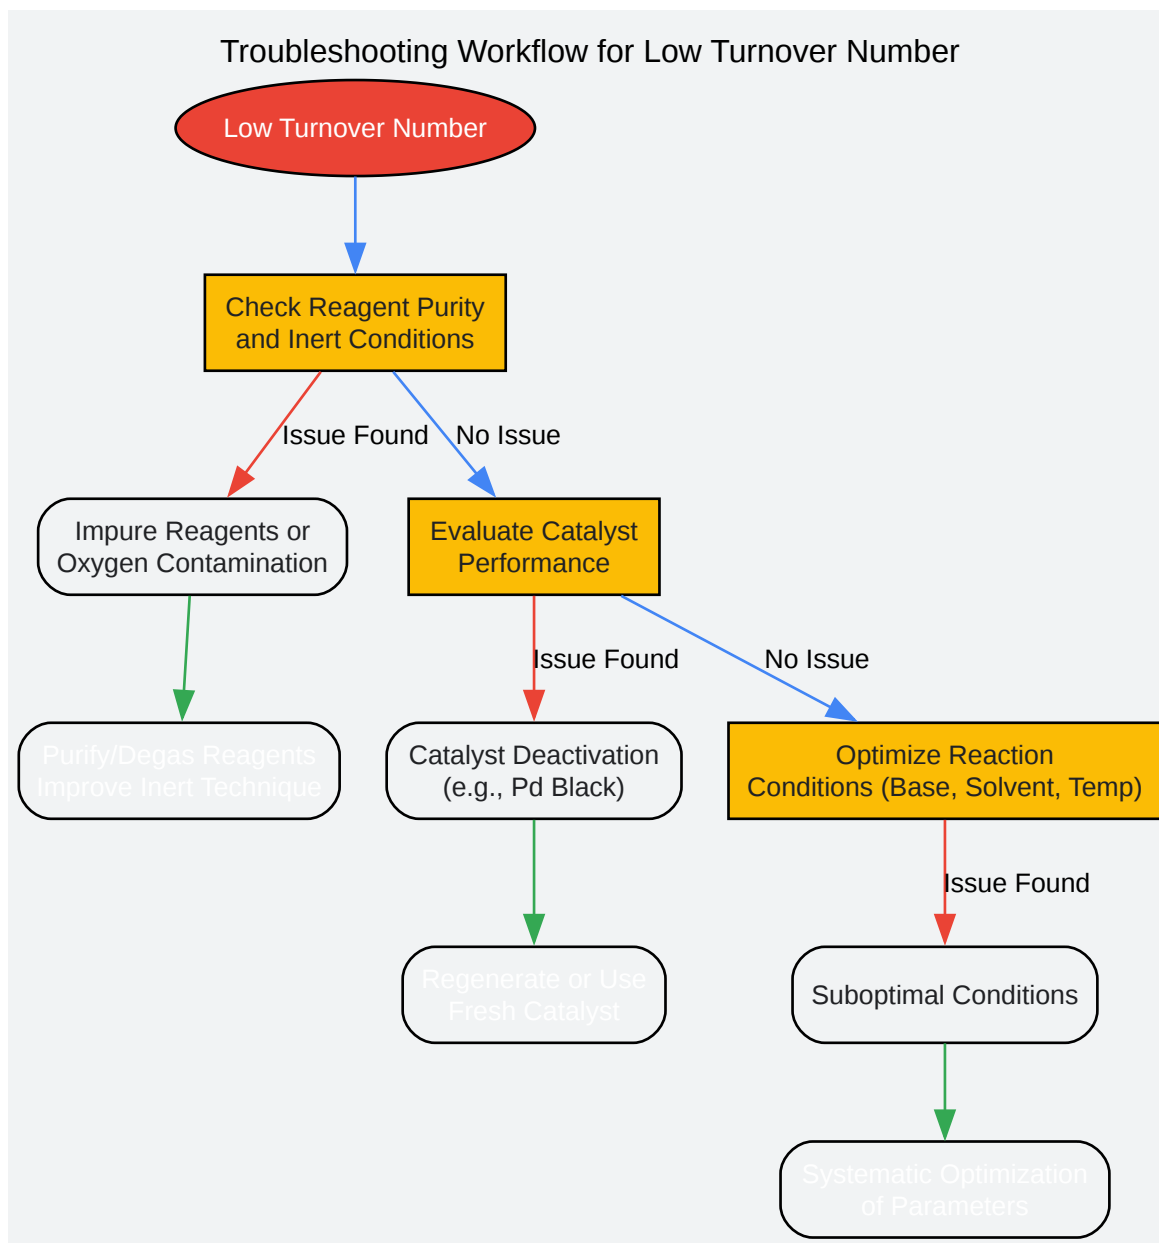 Troubleshooting Workflow for Low Turnover Number
Low Turnover Number
Check Reagent Purity
and Inert Conditions
Issue Found
No Issue
Impure Reagents or
Oxygen Contamination
Evaluate Catalyst
Performance
Issue Found
No Issue
Purify/Degas Reagents
Improve Inert Technique
Catalyst Deactivation
(e.g., Pd Black)
Optimize Reaction
Conditions (Base, Solvent, Temp)
Issue Found
Regenerate or Use
Fresh Catalyst
Suboptimal Conditions
Systematic Optimization
of Parameters